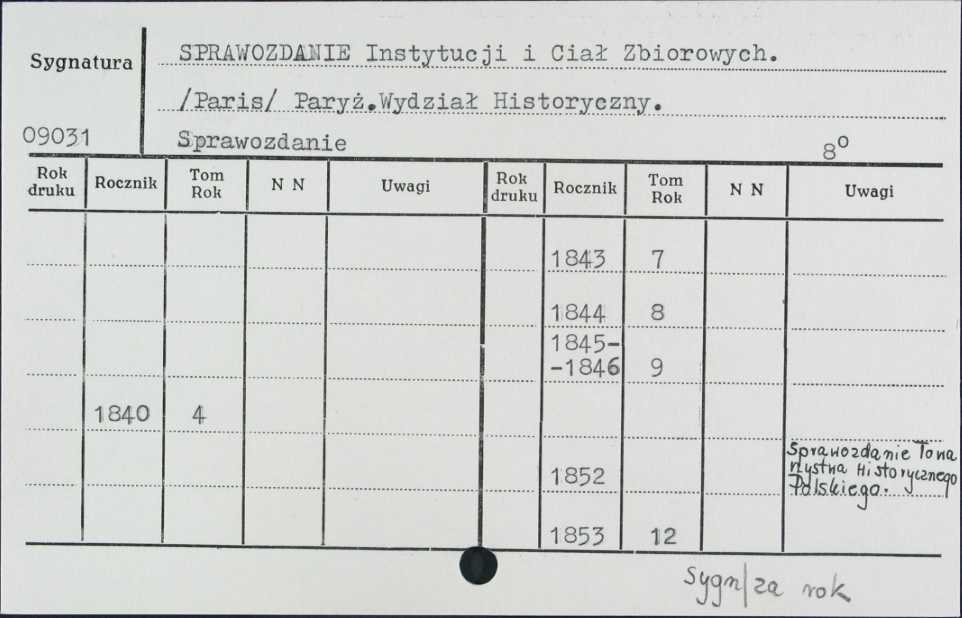 Sygnatura
SPRAWOZDANIE Instytucji i Ciał Zbiorowych.
/Paris/ Paryż.Wydział Historyczny.
09031
Sprawozdanie
8°
Rok druku Rocznik Tom Rok N N Uwagi Rok druku Rocznik Tom Rok N N Uwagi
1843 7
1844 8
1845-
-1846 9
1840 4
1852 Sprawozdanie Towa
rzystwa Historycznego
Polskiego.
1853 12
Sygn/za rok